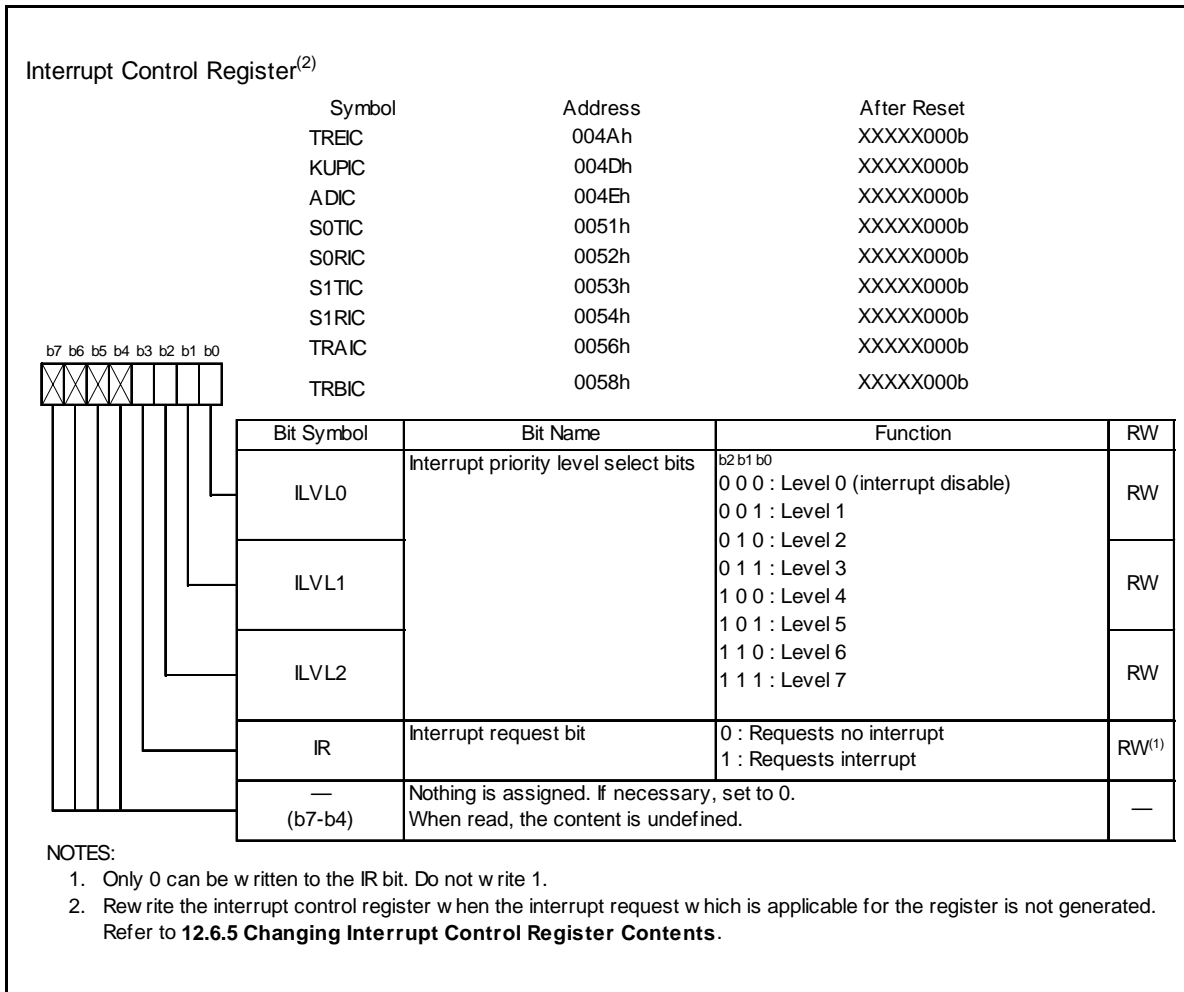 Interrupt Control Register(2)
Symbol Address After Reset
TREIC 004Ah XXXXX000b
KUPIC 004Dh XXXXX000b
ADIC 004Eh XXXXX000b
S0TIC 0051h XXXXX000b
S0RIC 0052h XXXXX000b
S1TIC 0053h XXXXX000b
S1RIC 0054h XXXXX000b
TRAIC 0056h XXXXX000b
TRBIC 0058h XXXXX000b
b7 b6 b5 b4 b3 b2 b1 b0
Bit Symbol Bit Name Function RW
ILVL0 Interrupt priority level select bits b2 b1 b0
0 0 0 : Level 0 (interrupt disable) RW
0 0 1 : Level 1
0 1 0 : Level 2
ILVL1 0 1 1 : Level 3 RW
1 0 0 : Level 4
1 0 1 : Level 5
ILVL2 1 1 0 : Level 6 RW
1 1 1 : Level 7
IR Interrupt request bit 0 : Requests no interrupt RW(1)
1 : Requests interrupt
— Nothing is assigned. If necessary, set to 0. —
(b7-b4) When read, the content is undefined.
NOTES:
1. Only 0 can be written to the IR bit. Do not write 1.
2. Rewrite the interrupt control register when the interrupt request which is applicable for the register is not generated.
Refer to 12.6.5 Changing Interrupt Control Register Contents.